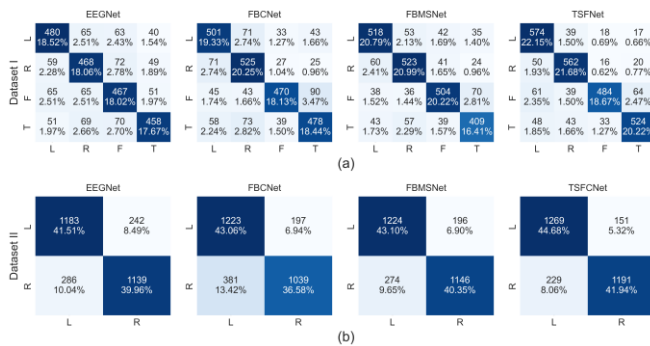 EEGNet FBCNet FBMSNet TSFNet
L 480 65 63 40 L 501 71 33 43 L 518 53 42 35 L 574 39 18 17
18.52% 2.51% 2.43% 1.54% 19.33% 2.74% 1.27% 1.66% 20.79% 2.13% 1.69% 1.40% 22.15% 1.50% 0.69% 0.66%
Dataset I
R 59 468 72 49 R 71 525 27 25 R 60 523 41 24 R 50 562 16 20
2.28% 18.06% 2.78% 1.89% 2.74% 20.25% 1.04% 0.96% 2.41% 20.99% 1.65% 0.96% 1.93% 21.68% 0.62% 0.77%
F 65 65 467 51 F 45 43 470 90 F 38 36 504 70 F 61 39 484 64
2.51% 2.51% 18.02% 1.97% 1.74% 1.66% 18.13% 3.47% 1.52% 1.44% 20.22% 2.81% 2.35% 1.50% 18.67% 2.47%
T 51 69 70 458 T 58 73 39 478 T 43 57 39 409 T 48 43 33 524
1.97% 2.66% 2.70% 17.67% 2.24% 2.82% 1.50% 18.44% 1.73% 2.29% 1.57% 16.41% 1.85% 1.66% 1.27% 20.22%
L R F T L R F T L R F T L R F T
(a)
EEGNet FBCNet FBMSNet TSFCNet
L 1183 242 L 1223 197 L 1224 196 L 1269 151
41.51% 8.49% 43.06% 6.94% 43.10% 6.90% 44.68% 5.32%
Dataset II
R 286 1139 R 381 1039 R 274 1146 R 229 1191
10.04% 39.96% 13.42% 36.58% 9.65% 40.35% 8.06% 41.94%
L R L R L R L R
(b)